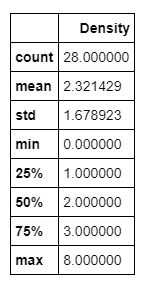 Density
count 28.000000
mean 2.321429
std 1.678923
min 0.000000
25% 1.000000
50% 2.000000
75% 3.000000
max 8.000000